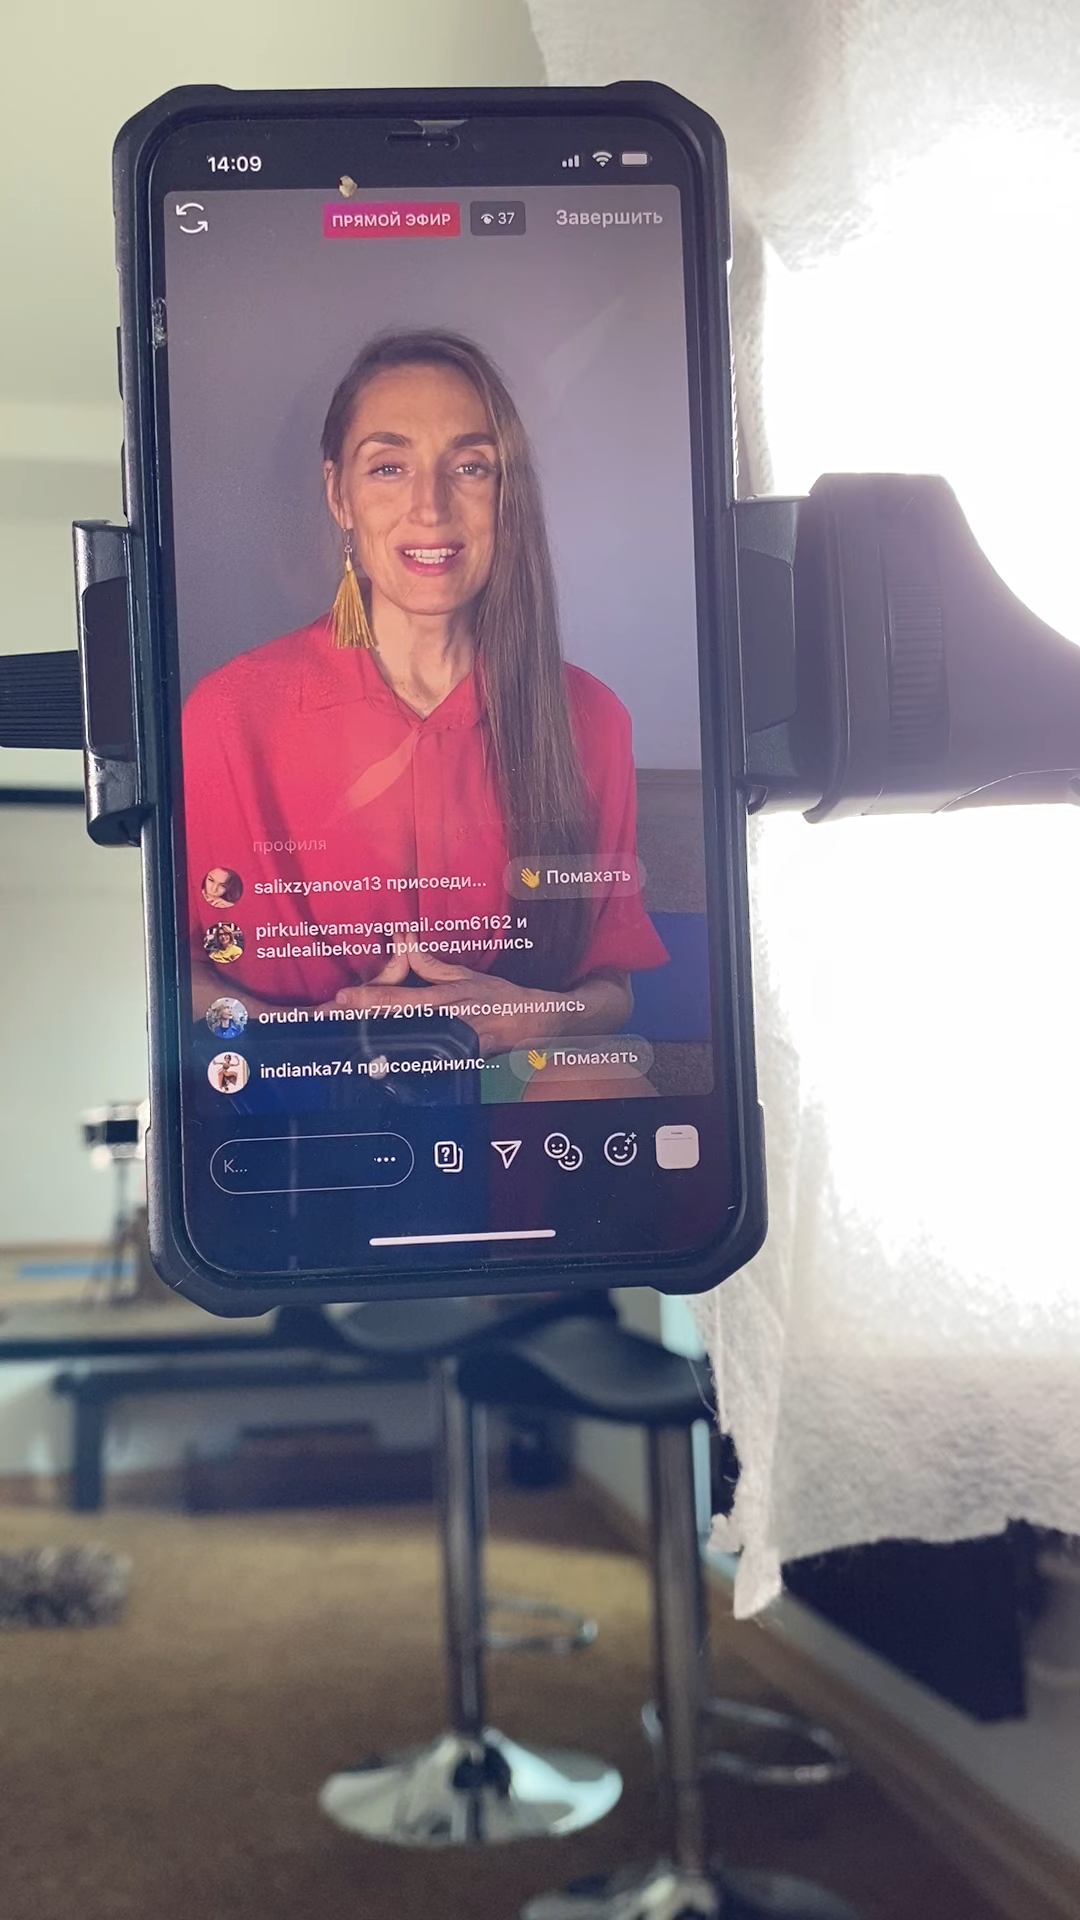 14:09
ПРЯМОЙ ЭФИР 37 Завершить
профиля
salixzyanova13 присоеди... 👋 Помахать
pirkulievamayagmail.com6162 и
saulealibekova присоединились
orudn и mavr772015 присоединились
indianka74 присоединилс... 👋 Помахать
К...